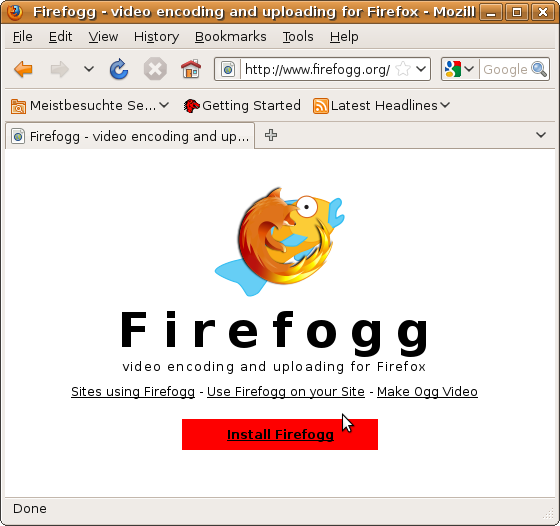 Firefogg - video encoding and uploading for Firefox - Mozill
File Edit View History Bookmarks Tools Help
http://www.firefogg.org/ Google
Meistbesuchte Se... Getting Started Latest Headlines
Firefogg - video encoding and up...
Firefogg
video encoding and uploading for Firefox
Sites using Firefogg - Use Firefogg on your Site - Make Ogg Video
Install Firefogg
Done